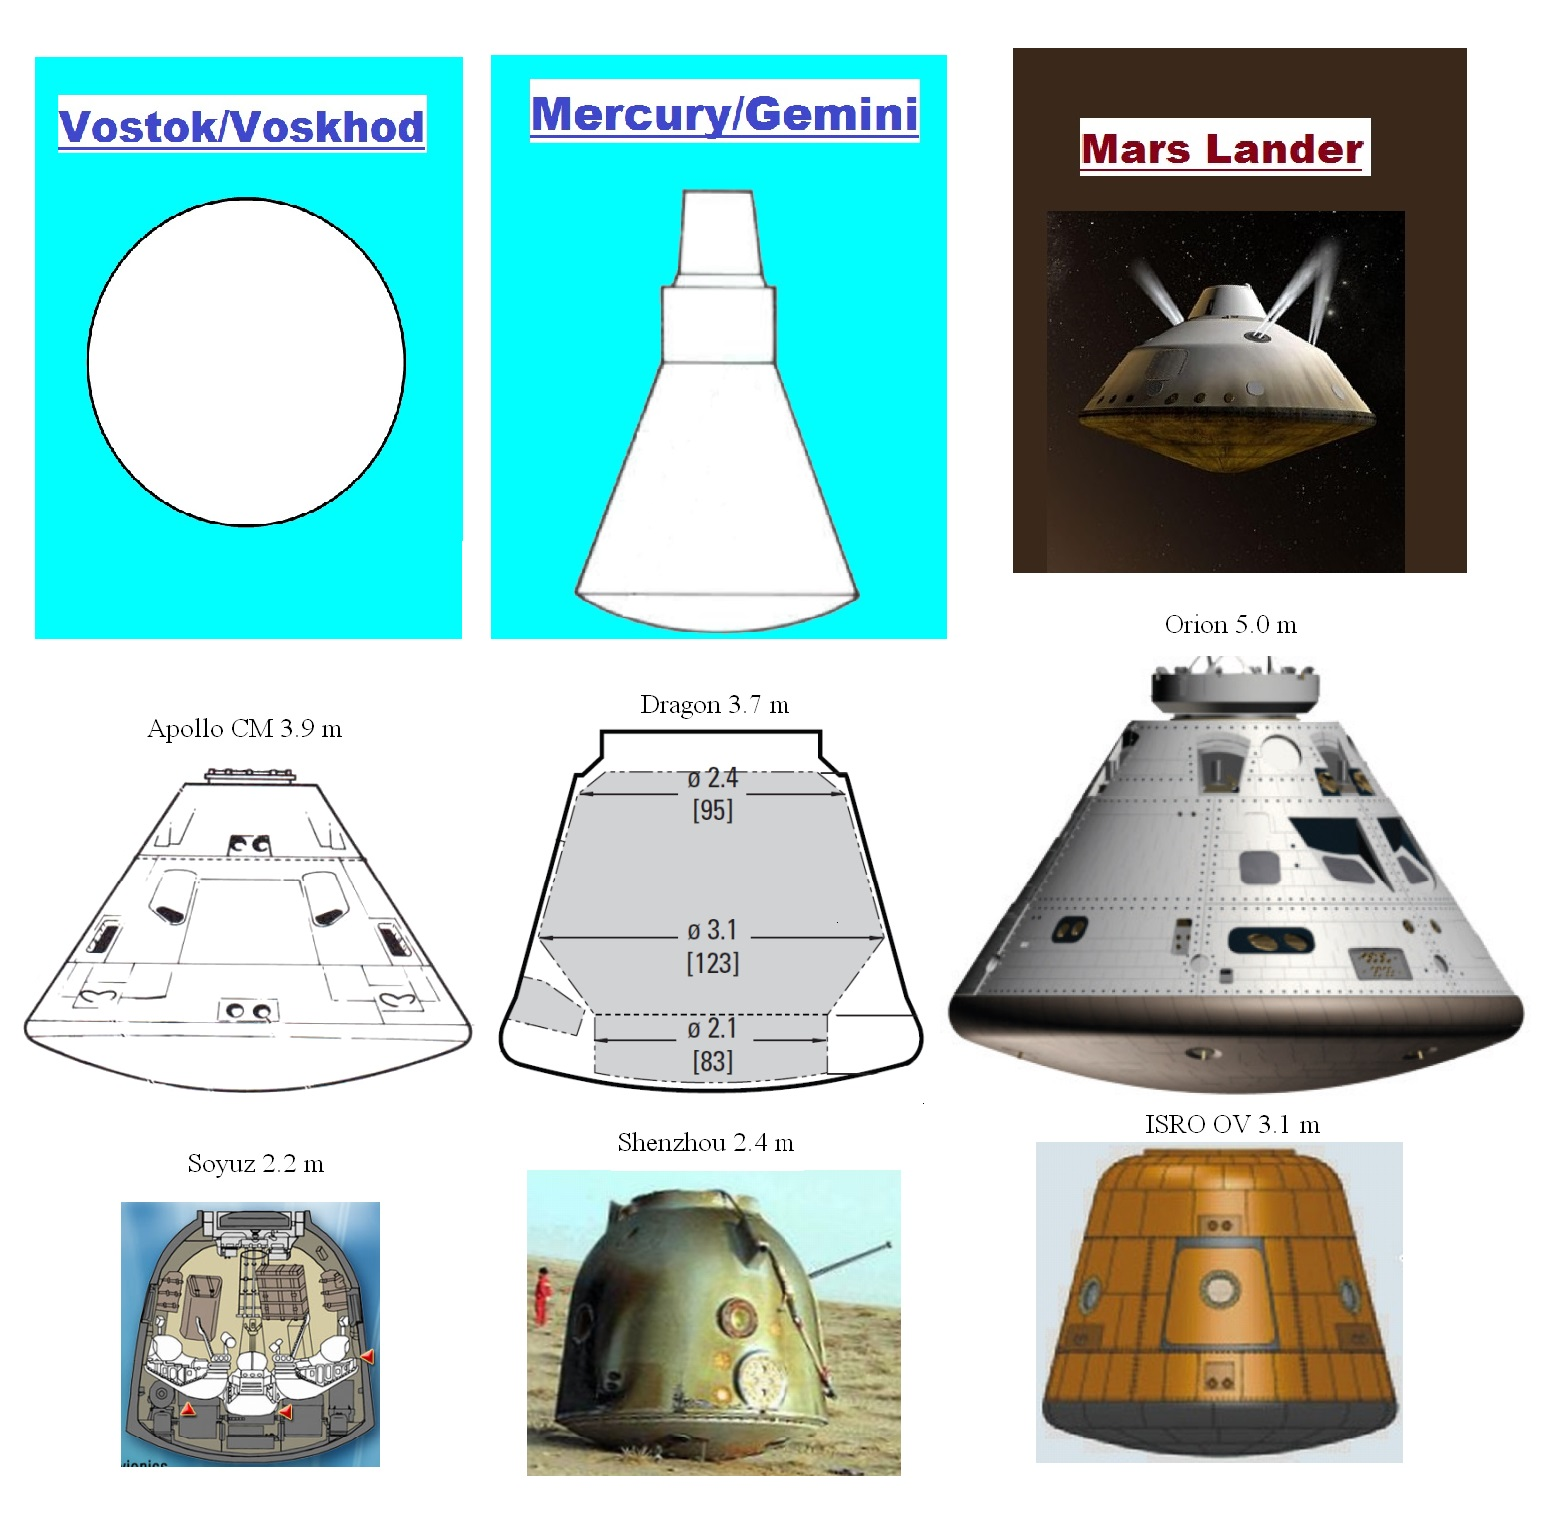 Vostok/Voskhod
Mercury/Gemini
Mars Lander
Orion 5.0 m
Apollo CM 3.9 m
Dragon 3.7 m
ø 2.4
[95]
ø 3.1
[123]
ø 2.1
[83]
Soyuz 2.2 m
Shenzhou 2.4 m
ISRO OV 3.1 m